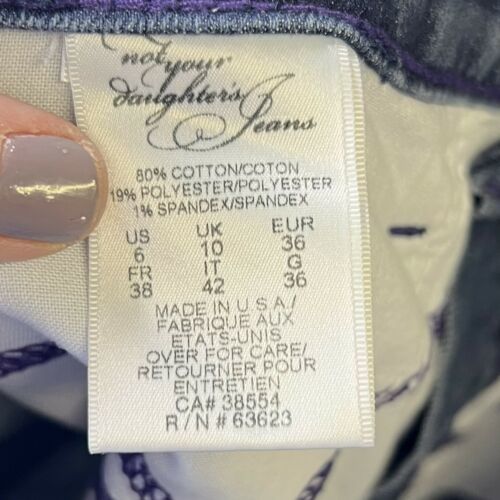 not your
daughter's
Jeans
80% COTTON/COTON
19% POLYESTER/POLYESTER
1% SPANDEX/SPANDEX
US UK EUR
6 10 36
FR IT G
38 42 36
MADE IN U.S.A./
FABRIQUE AUX
ETATS-UNIS
OVER FOR CARE/
RETOURNER POUR
ENTRETIEN
CA# 38554
R/N# 63623